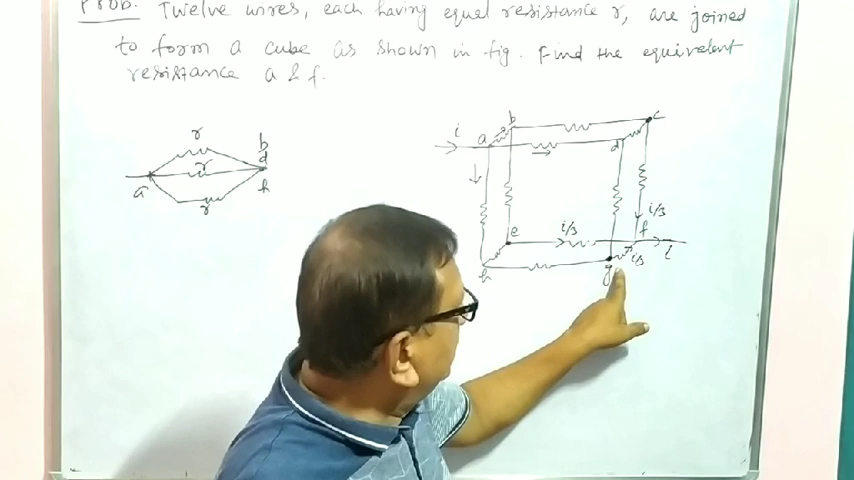 Prob. Twelve wires, each having equal resistance r, are joined
to form a cube as shown in fig. Find the equivalent
resistance a & f.
r
r
r
a
b
d
h
i
a
b
c
d
e
i/3
i/3
f
i/3
i
h
g